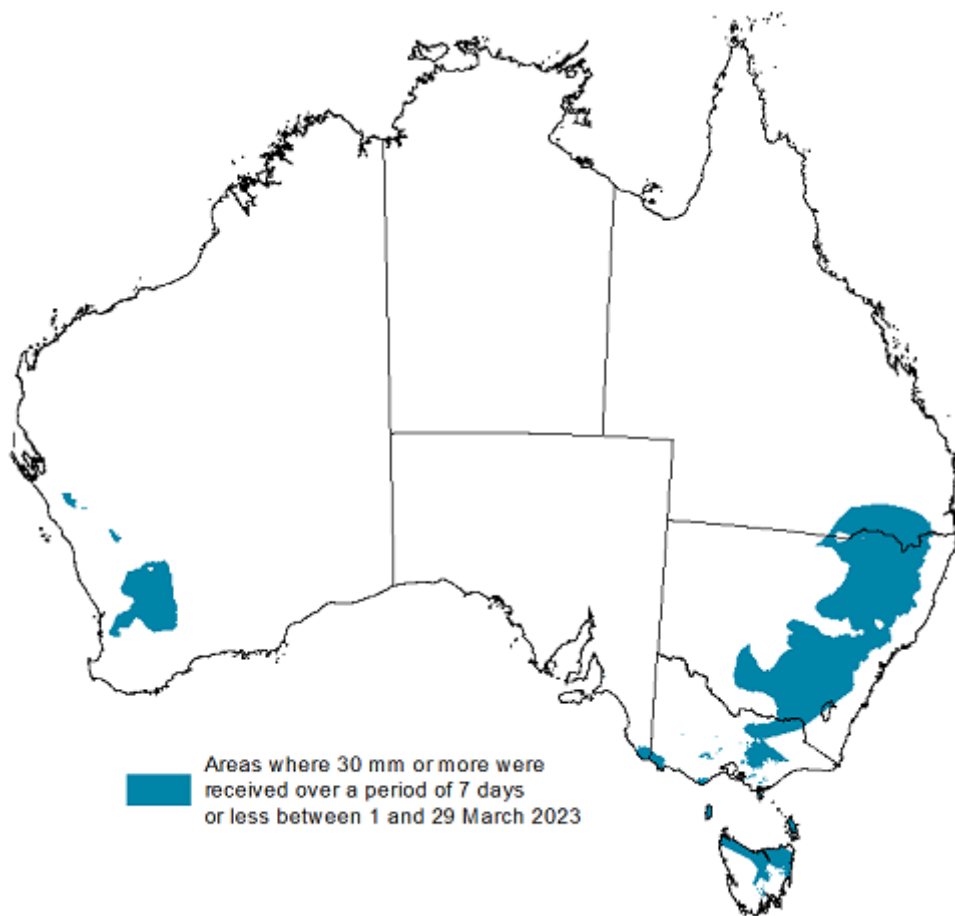 Areas where 30 mm or more were
received over a period of 7 days
or less between 1 and 29 March 2023